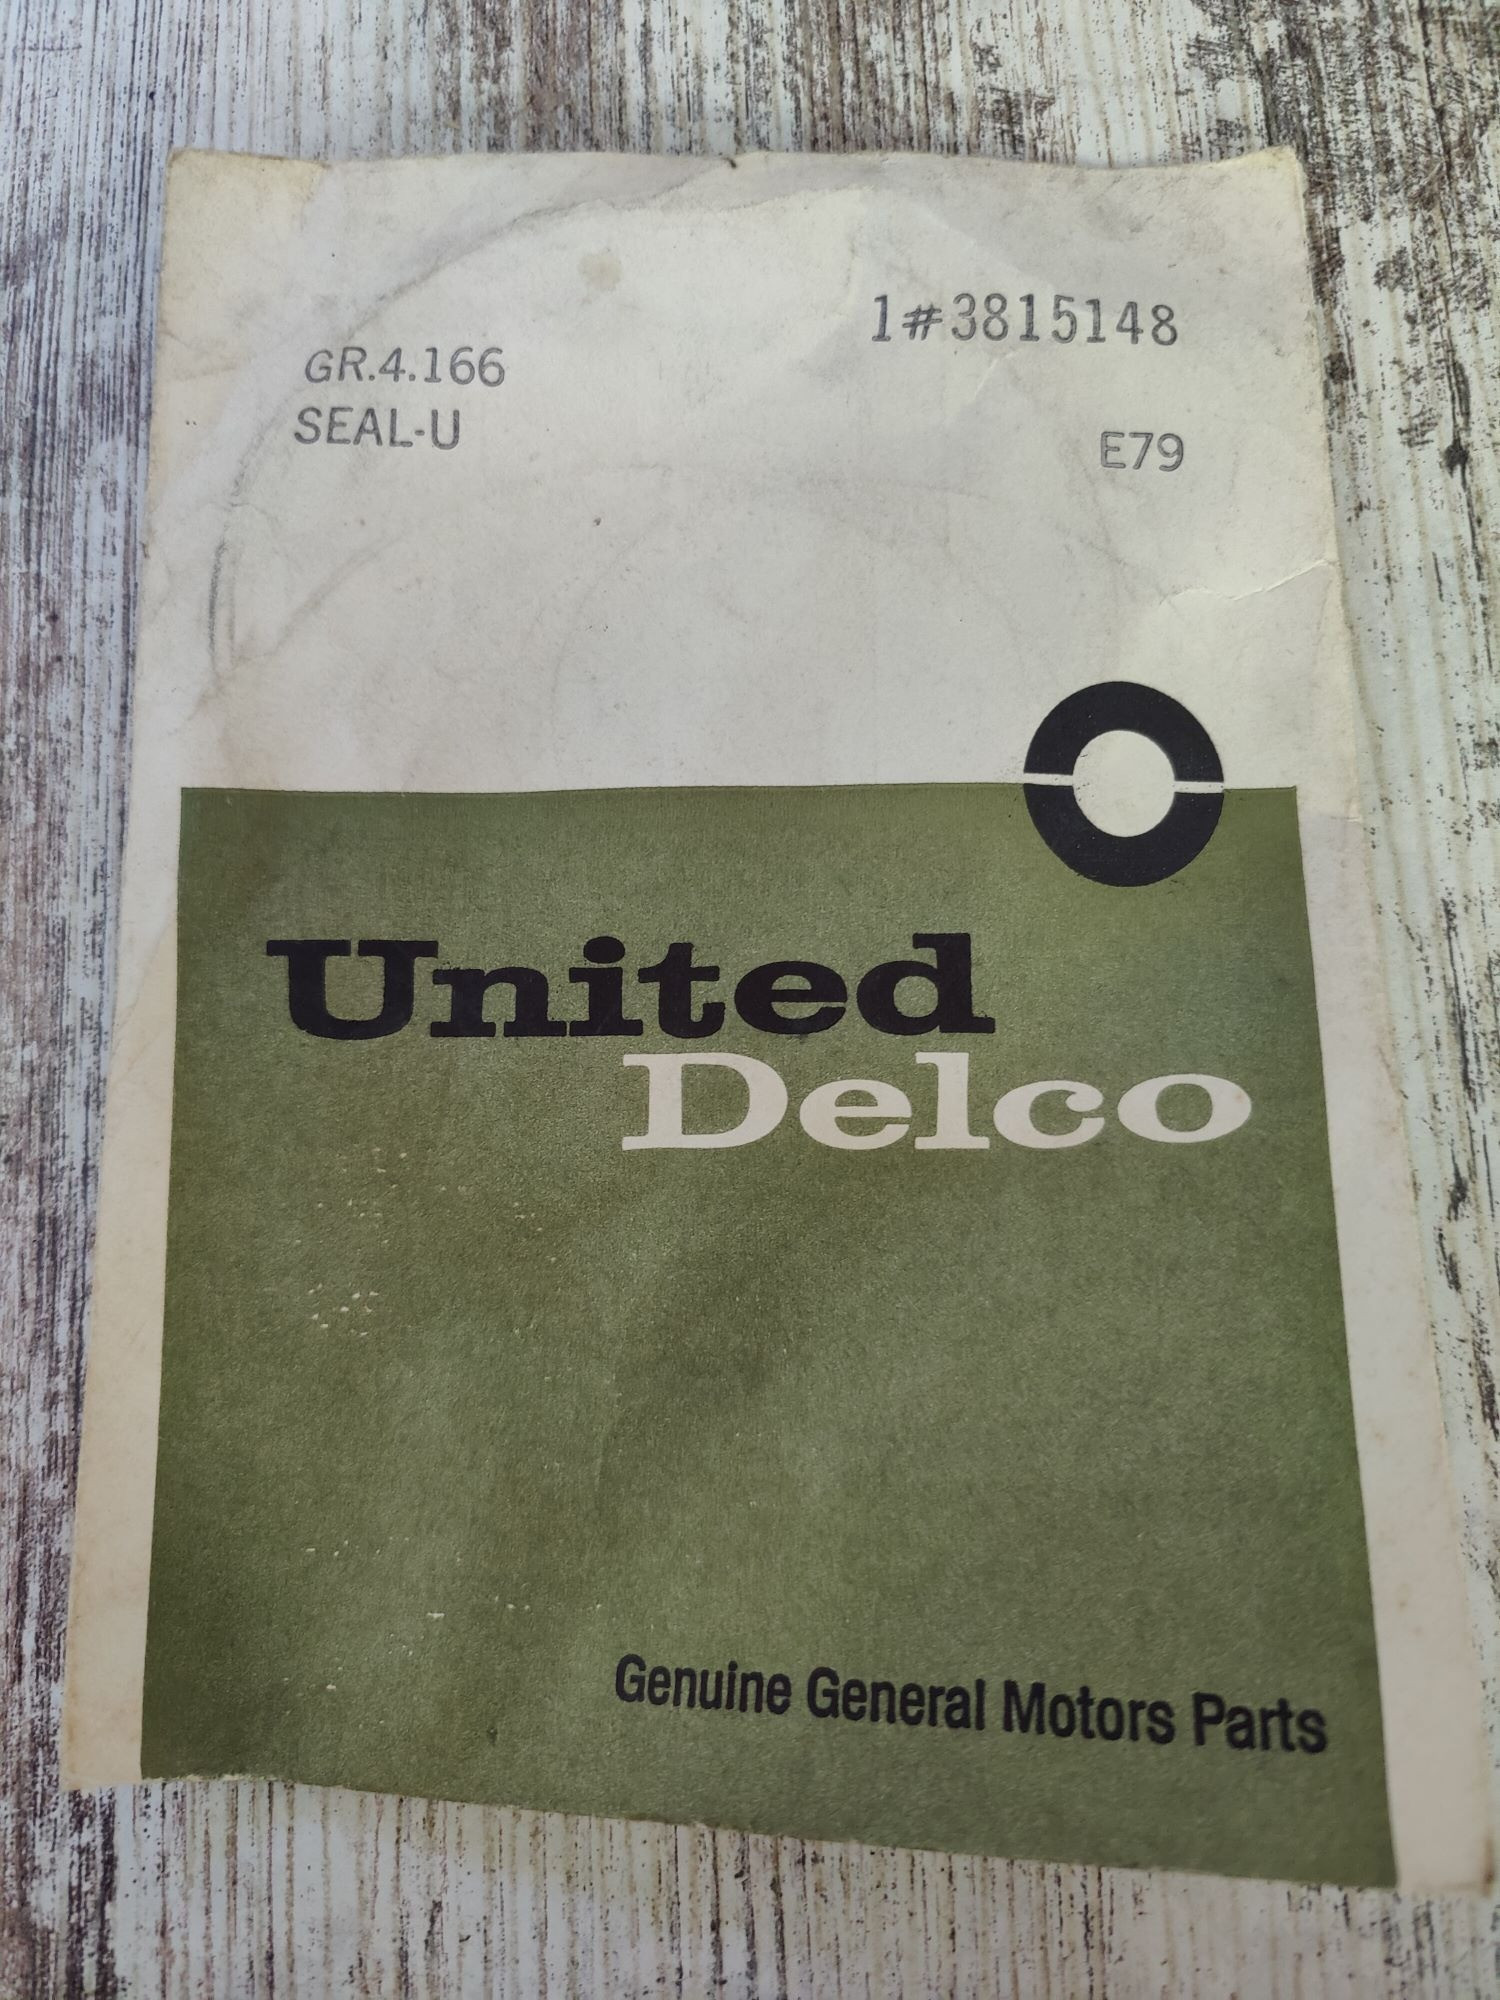 1#3815148
GR.4.166
SEAL-U
E79
United
Delco
Genuine General Motors Parts